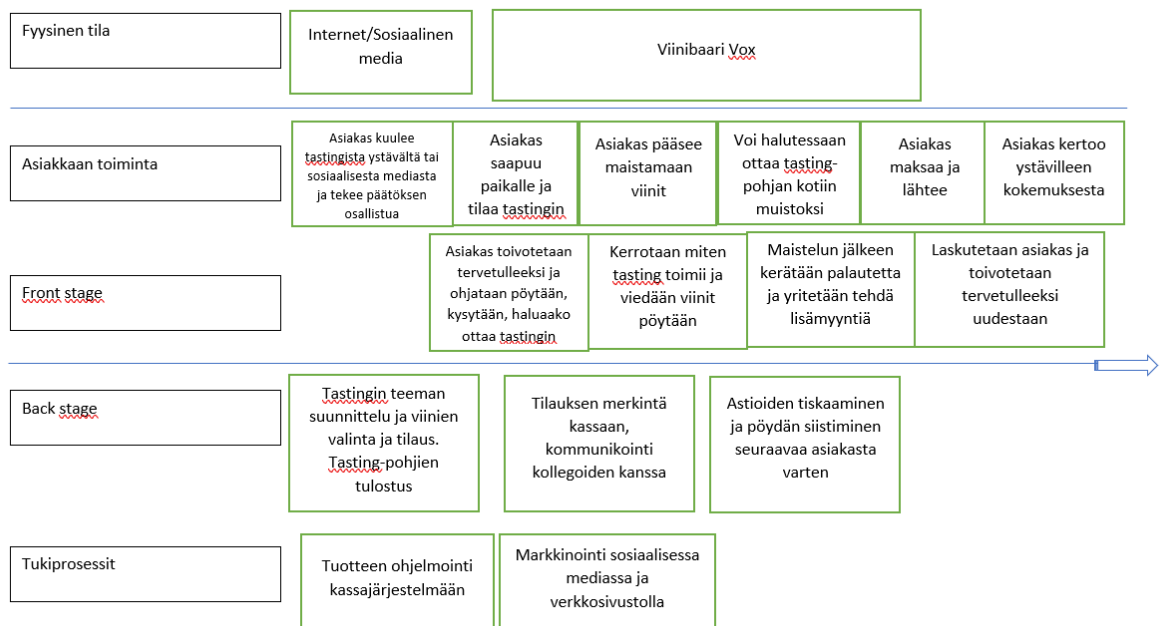 Fyysinen tila
Internet/Sosiaalinen
media
Viinibaari Vox
Asiakkaan toiminta
Asiakas kuulee
tastingista ystävältä tai
sosiaalisesta mediasta
ja tekee päätöksen
osallistua
Asiakas
saapuu
paikalle ja
tilaa tastingin
Asiakas pääsee
maistamaan
viinit
Voi halutessaan
ottaa tasting-
pohjan kotiin
muistoksi
Asiakas
maksaa ja
lähtee
Asiakas kertoo
ystävilleen
kokemuksesta
Front stage
Asiakas toivotetaan
tervetulleeksi ja
ohjataan pöytään,
kysytään, haluaako
ottaa tastingin
Kerrotaan miten
tasting toimii ja
viedään viinit
pöytään
Maistelun jälkeen
kerätään palautetta
ja yritetään tehdä
lisämyyntiä
Laskutetaan asiakas ja
toivotetaan
tervetulleeksi
uudestaan
Back stage
Tastingin teeman
suunnittelu ja viinien
valinta ja tilaus.
Tasting-pohjien
tulostus
Tilauksen merkintä
kassaan,
kommunikointi
kollegoiden kanssa
Astioiden tiskaaminen
ja pöydän siistiminen
seuraavaa asiakasta
varten
Tukiprosessit
Tuotteen ohjelmointi
kassajärjestelmään
Markkinointi sosiaalisessa
mediassa ja
verkkosivustolla